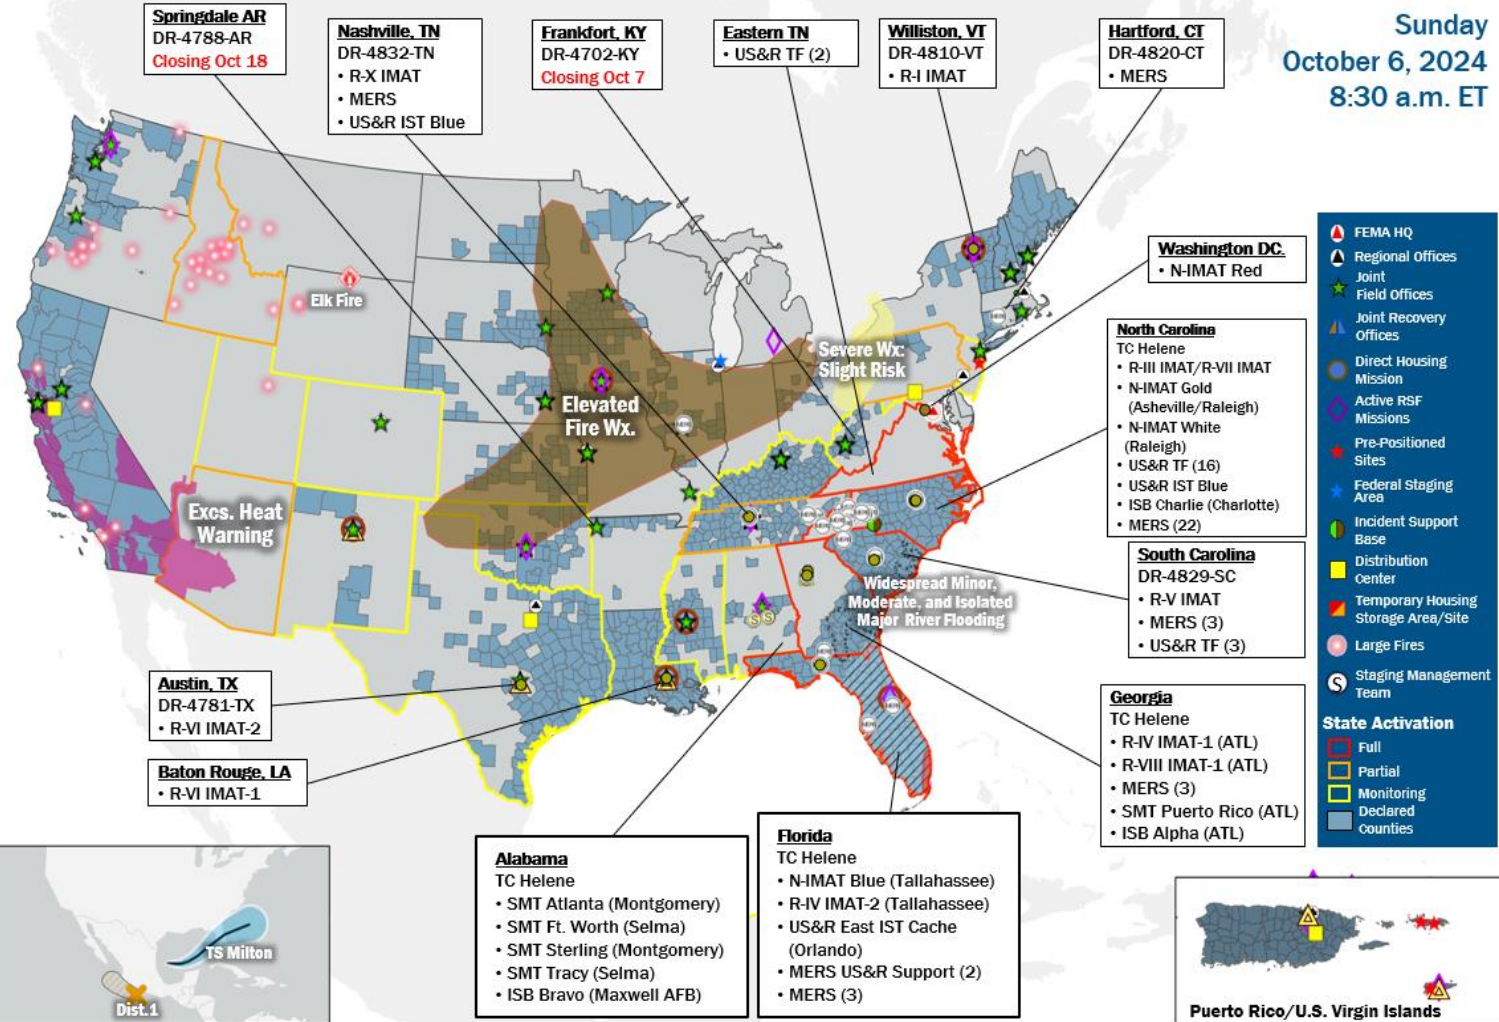 Sunday
October 6, 2024
8:30 a.m. ET
Springdale AR
DR-4788-AR
Closing Oct 18
Nashville, TN
DR-4832-TN
• R-X IMAT
• MERS
• US&R IST Blue
Frankfort, KY
DR-4702-KY
Closing Oct 7
Eastern TN
• US&R TF (2)
Williston, VT
DR-4810-VT
• R-I IMAT
Hartford, CT
DR-4820-CT
• MERS
Washington DC.
• N-IMAT Red
North Carolina
TC Helene
• R-III IMAT/R-VII IMAT
• N-IMAT Gold
(Asheville/Raleigh)
• N-IMAT White
(Raleigh)
• US&R TF (16)
• US&R IST Blue
• ISB Charlie (Charlotte)
• MERS (22)
South Carolina
DR-4829-SC
• R-V IMAT
• MERS (3)
• US&R TF (3)
Georgia
TC Helene
• R-IV IMAT-1 (ATL)
• R-VIII IMAT-1 (ATL)
• MERS (3)
• SMT Puerto Rico (ATL)
• ISB Alpha (ATL)
Florida
TC Helene
• N-IMAT Blue (Tallahassee)
• R-IV IMAT-2 (Tallahassee)
• US&R East IST Cache
(Orlando)
• MERS US&R Support (2)
• MERS (3)
Alabama
TC Helene
• SMT Atlanta (Montgomery)
• SMT Ft. Worth (Selma)
• SMT Sterling (Montgomery)
• SMT Tracy (Selma)
• ISB Bravo (Maxwell AFB)
Austin, TX
DR-4781-TX
• R-VI IMAT-2
Baton Rouge, LA
• R-VI IMAT-1
Elk Fire
Elevated
Fire Wx.
Severe Wx:
Slight Risk
Excs. Heat
Warning
Widespread Minor,
Moderate, and Isolated
Major River Flooding
S S
TS Milton
Dist.1
FEMA HQ
Regional Offices
Joint
Field Offices
Joint Recovery
Offices
Direct Housing
Mission
Active RSF
Missions
Pre-Positioned
Sites
Federal Staging
Area
Incident Support
Base
Distribution
Center
Temporary Housing
Storage Area/Site
Large Fires
S
Staging Management
Team
State Activation
Full
Partial
Monitoring
Declared
Counties
Puerto Rico/U.S. Virgin Islands